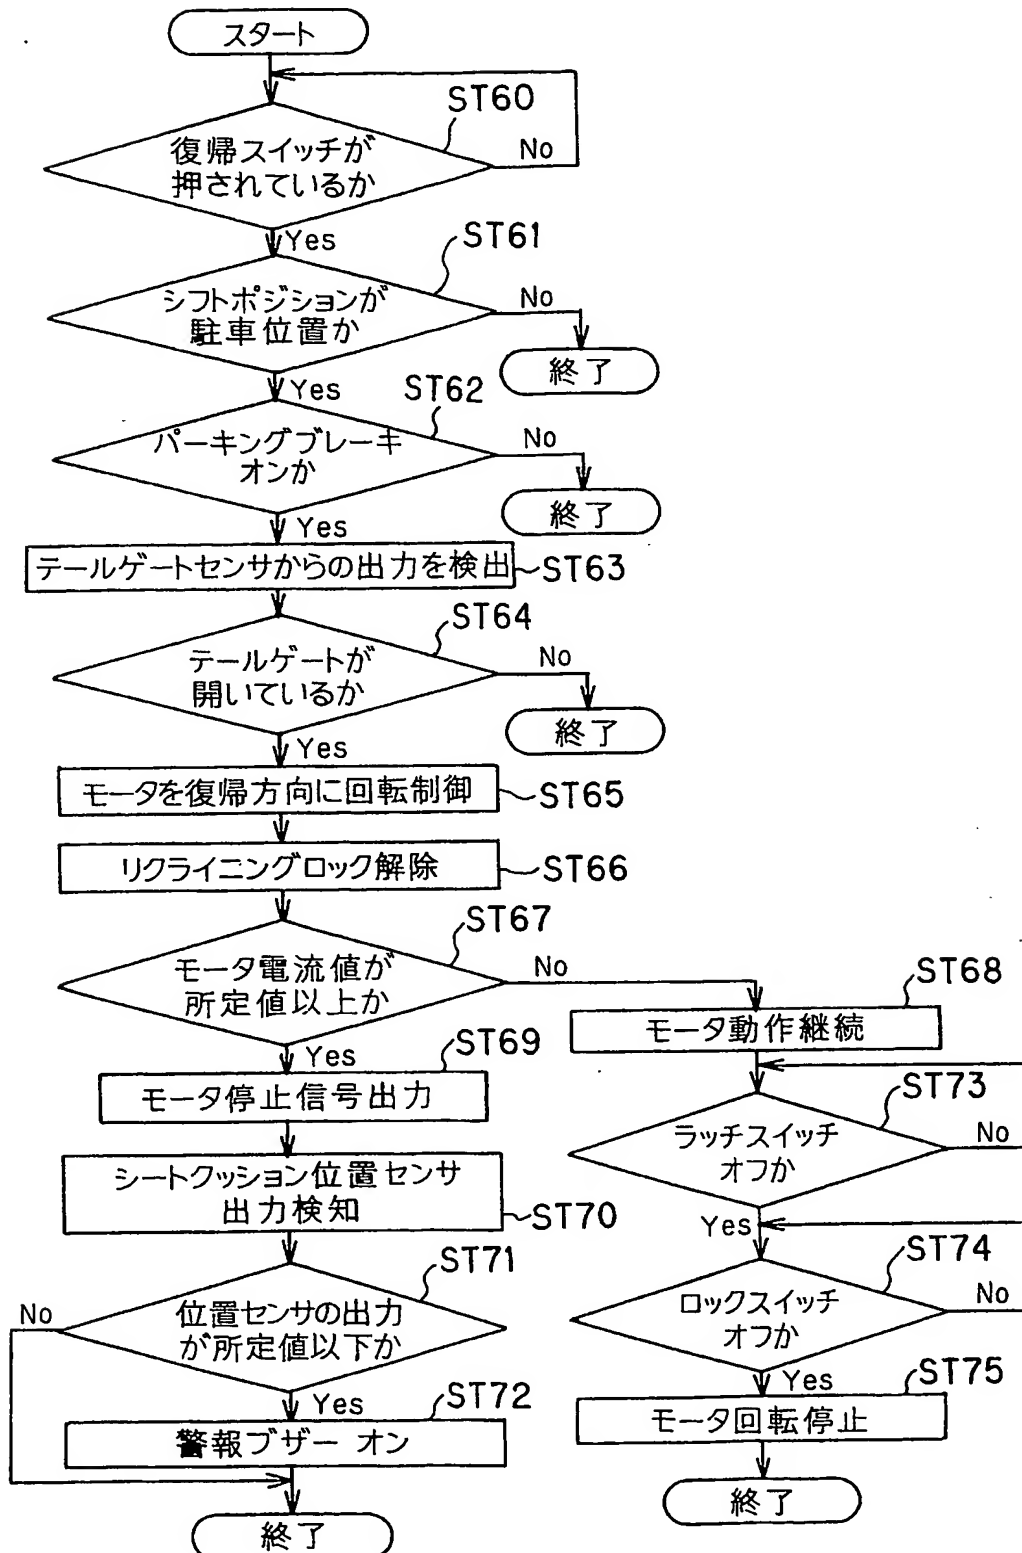 スタート
ST60
復帰スイッチが
押されているか
No
Yes
ST61
シフトポジションが
駐車位置か
No
終了
Yes
ST62
パーキングブレーキ
オンか
No
終了
Yes
テールゲートセンサからの出力を検出
ST63
ST64
テールゲートが
開いているか
No
終了
Yes
モータを復帰方向に回転制御
ST65
リクライニングロック解除
ST66
ST67
モータ電流値が
所定値以上か
No
Yes
ST68
モータ動作継続
ST69
モータ停止信号出力
ST73
ラッチスイッチ
オフか
No
Yes
シートクッション位置センサ
出力検知
ST70
ST74
ロックスイッチ
オフか
No
Yes
ST71
位置センサの出力
が所定値以下か
No
Yes
ST75
モータ回転停止
終了
ST72
警報ブザー オン
終了